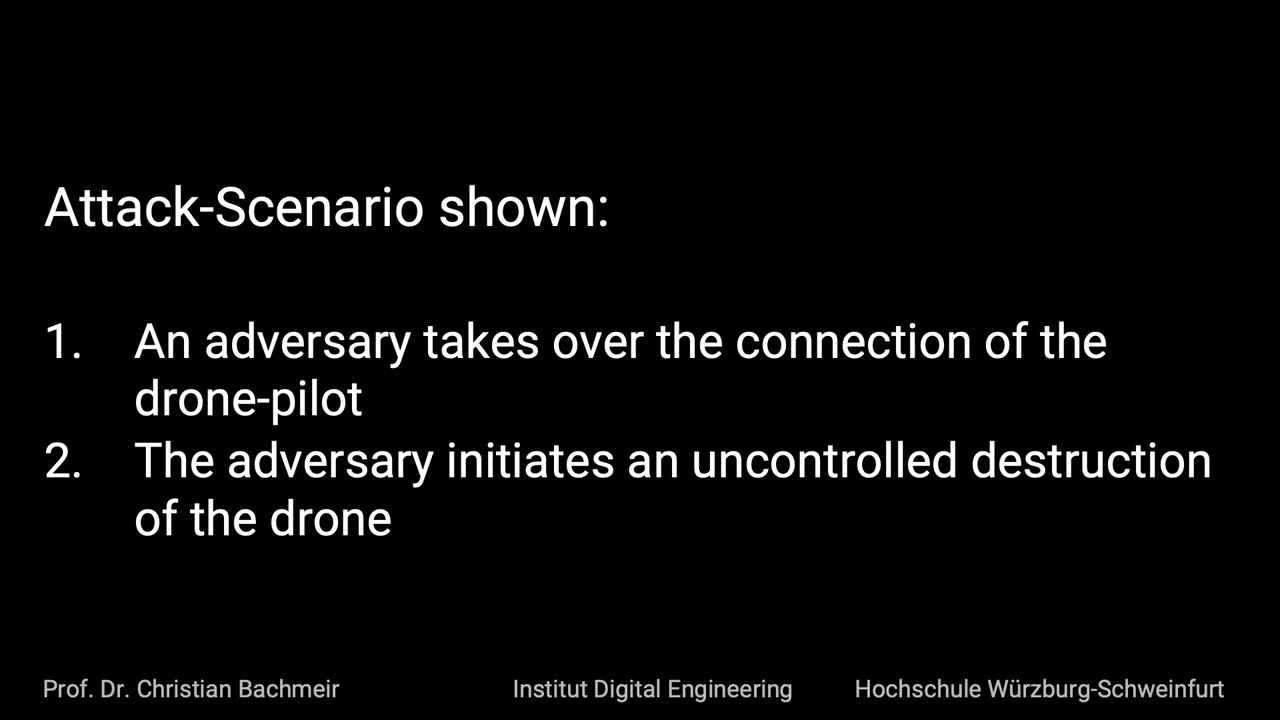 Attack-Scenario shown:
1. An adversary takes over the connection of the
drone-pilot
2. The adversary initiates an uncontrolled destruction
of the drone
Prof. Dr. Christian Bachmeir Institut Digital Engineering Hochschule Würzburg-Schweinfurt